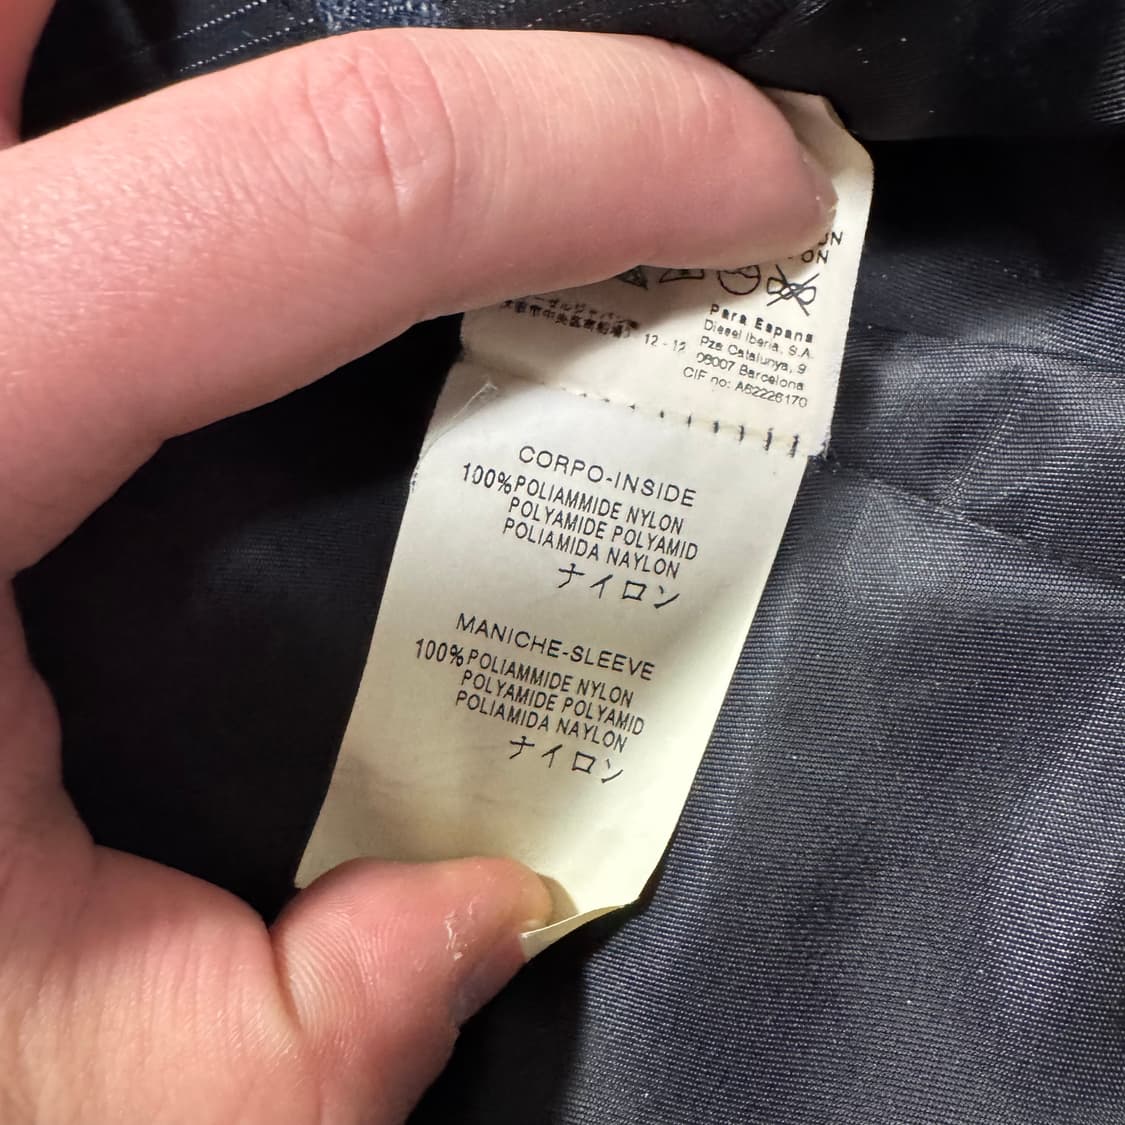 ON
Para Espana
Diesel Iberia, S.A.
Pza Catalunya, 9
08007 Barcelona
CIF no: A62226170
12 - 12
CORPO-INSIDE
100% POLIAMMIDE NYLON
POLYAMIDE POLYAMID
POLIAMIDA NAYLON
ナイロン
MANICHE-SLEEVE
100% POLIAMMIDE NYLON
POLYAMIDE POLYAMID
POLIAMIDA NAYLON
ナイロン